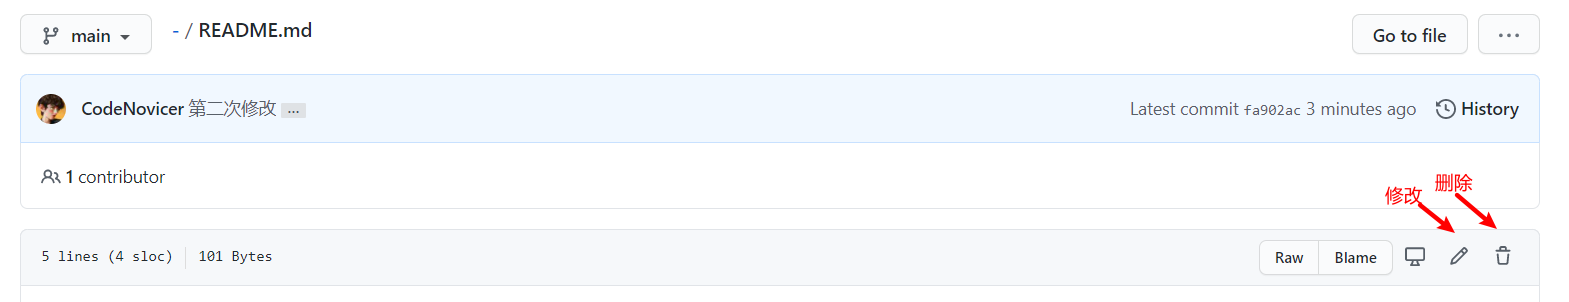 main
- / README.md
Go to file
...
CodeNovicer 第二次修改 ...
Latest commit fa902ac 3 minutes ago
History
1 contributor
修改
删除
5 lines (4 sloc)
101 Bytes
Raw
Blame